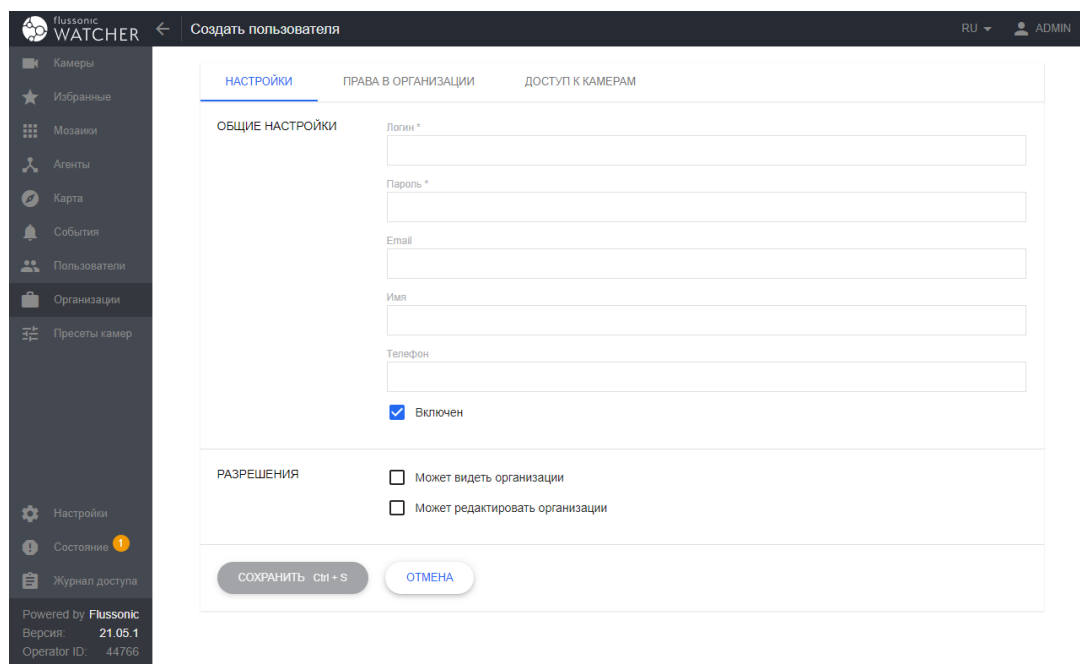 flussonic
WATCHER
Создать пользователя
RU
ADMIN
Камеры
Избранные
Мозаики
Агенты
Карта
События
Пользователи
Организации
Пресеты камер
Настройки
Состояние 1
Журнал доступа
Powered by Flussonic
Версия: 21.05.1
Operator ID: 44766
НАСТРОЙКИ
ПРАВА В ОРГАНИЗАЦИИ
ДОСТУП К КАМЕРАМ
ОБЩИЕ НАСТРОЙКИ
Логин *
Пароль *
Email
Имя
Телефон
Включен
РАЗРЕШЕНИЯ
Может видеть организации
Может редактировать организации
СОХРАНИТЬ Ctrl + S
ОТМЕНА